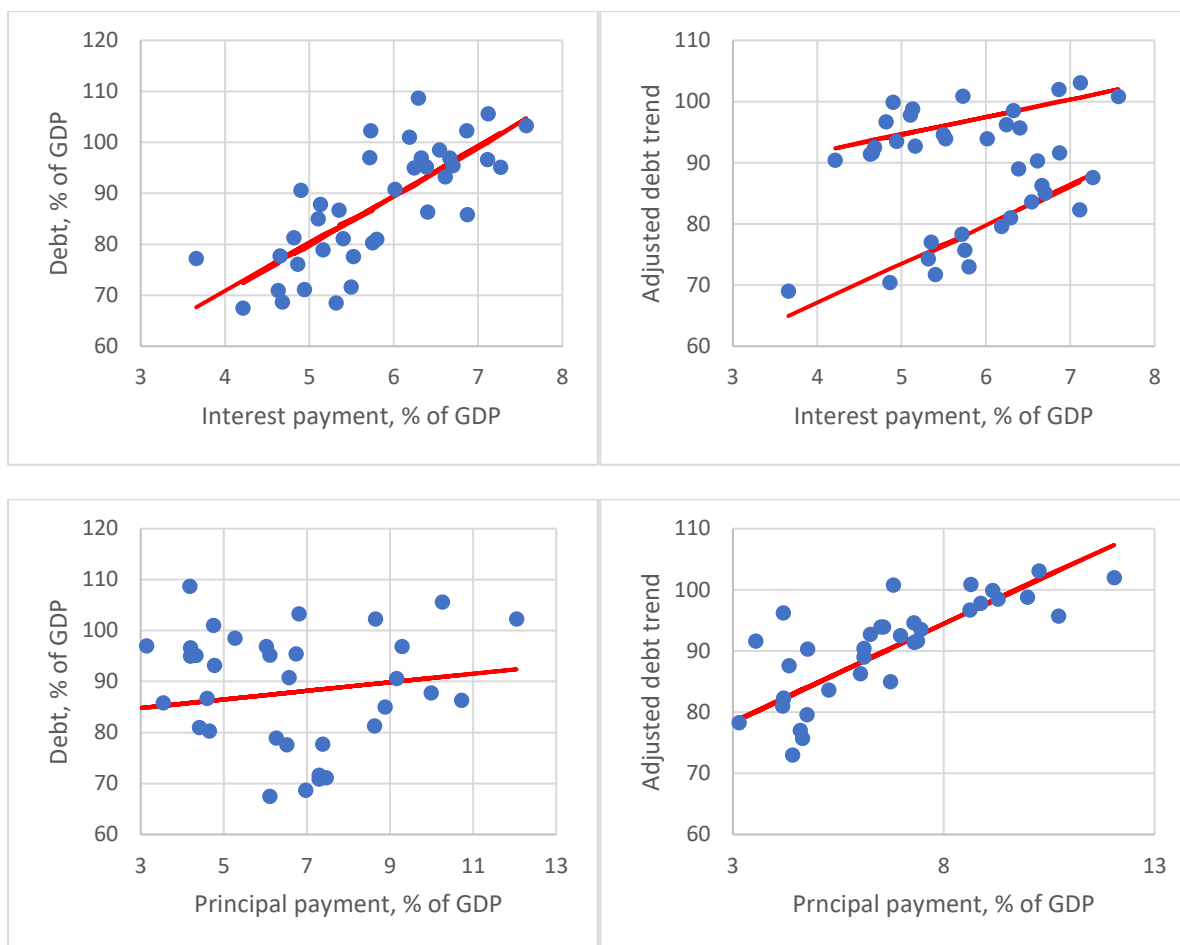 120
110
100
90
80
70
60
Debt, % of GDP
3 4 5 6 7 8
Interest payment, % of GDP
110
100
90
80
70
60
Adjusted debt trend
3 4 5 6 7 8
Interest payment, % of GDP
120
110
100
90
80
70
60
Debt, % of GDP
3 5 7 9 11 13
Principal payment, % of GDP
110
100
90
80
70
60
Adjusted debt trend
3 8 13
Prncipal payment, % of GDP